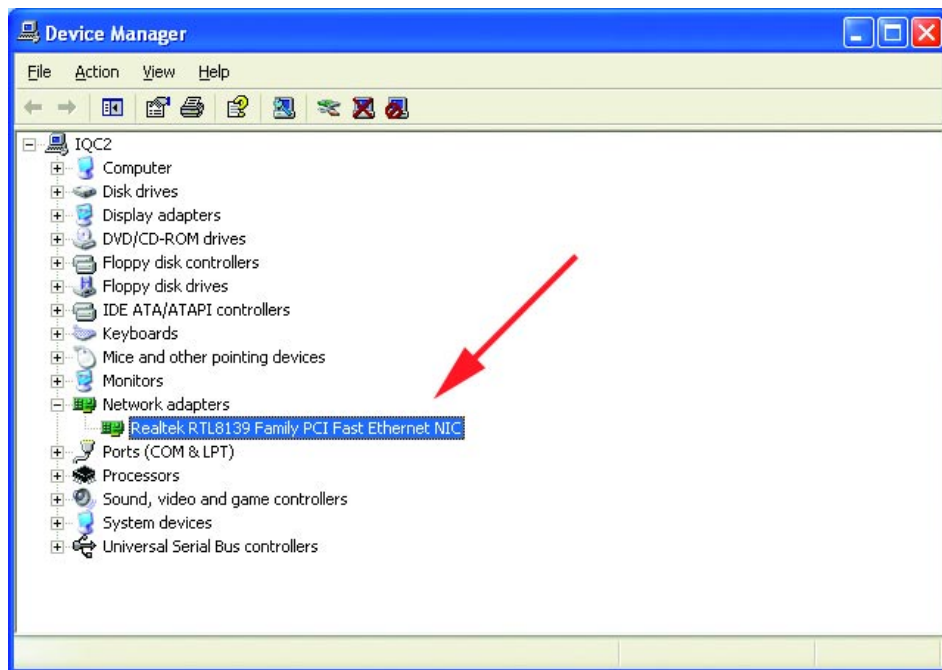 Device Manager
File Action View Help
IQC2
Computer
Disk drives
Display adapters
DVD/CD-ROM drives
Floppy disk controllers
Floppy disk drives
IDE ATA/ATAPI controllers
Keyboards
Mice and other pointing devices
Monitors
Network adapters
Realtek RTL8139 Family PCI Fast Ethernet NIC
Ports (COM & LPT)
Processors
Sound, video and game controllers
System devices
Universal Serial Bus controllers